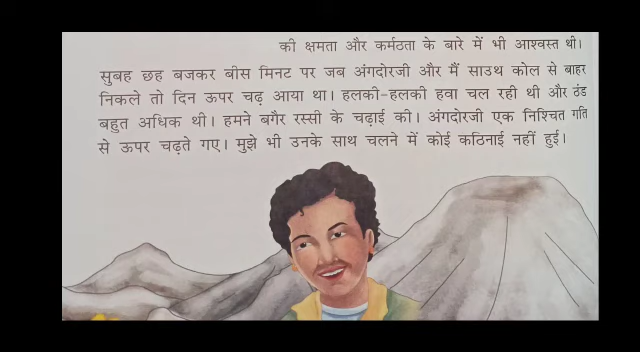 की क्षमता और कर्मठता के बारे में भी आश्वस्त थी।
सुबह छह बजकर बीस मिनट पर जब अंगदोरजी और मैं साउथ कोल से बाहर
निकले तो दिन ऊपर चढ़ आया था। हलकी-हलकी हवा चल रही थी और ठंड
बहुत अधिक थी। हमने बगैर रस्सी के चढ़ाई की। अंगदोरजी एक निश्चित गति
से ऊपर चढ़ते गए। मुझे भी उनके साथ चलने में कोई कठिनाई नहीं हुई।